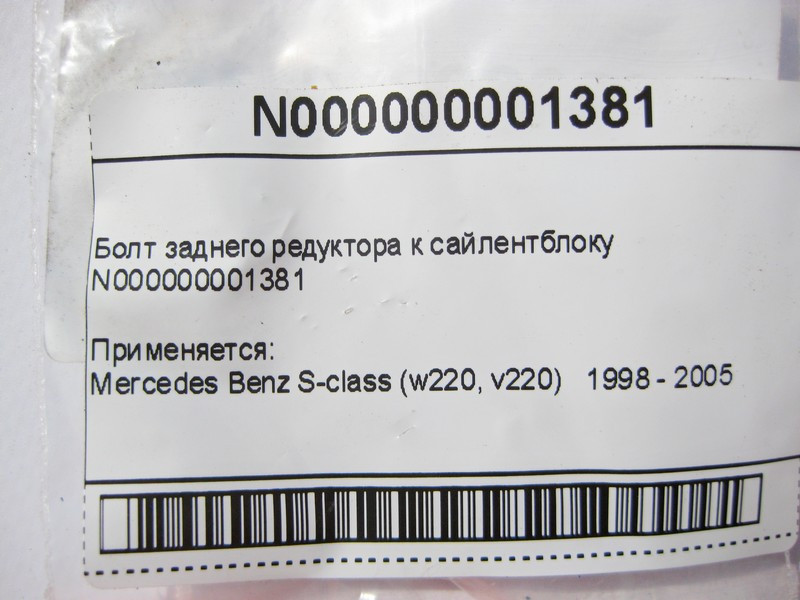 N000000001381
Болт заднего редуктора к сайлентблоку
N000000001381
Применяется:
Mercedes Benz S-class (w220, v220) 1998 - 2005